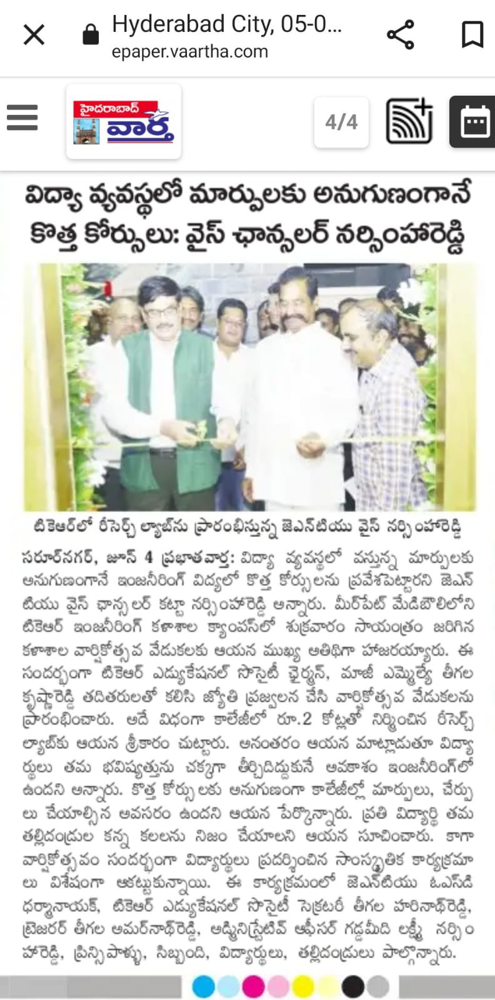 Hyderabad City, 05-0...
epaper.vaartha.com
హైదరాబాద్
వార్త
4/4
విద్యా వ్యవస్థలో మార్పులకు అనుగుణంగానే
కొత్త కోర్సులు: వైస్ ఛాన్సలర్ నర్సింహారెడ్డి
టికెఆర్‌లో రీసెర్చ్ ల్యాబ్‌ను ప్రారంభిస్తున్న జెఎన్‌టియు వైస్ నర్సింహారెడ్డి
సరూర్‌నగర్, జూన్ 4 ప్రభాతవార్త: విద్యా వ్యవస్థలో వస్తున్న మార్పులకు
అనుగుణంగానే ఇంజనీరింగ్ విద్యలో కొత్త కోర్సులను ప్రవేశపెట్టారని జెఎన్
టియు వైస్ ఛాన్సలర్ కట్టా నర్సింహారెడ్డి అన్నారు. మీర్‌పేట్ మేడిబౌలిలోని
టికెఆర్ ఇంజనీరింగ్ కళాశాల క్యాంపస్‌లో శుక్రవారం సాయంత్రం జరిగిన
కళాశాల వార్షికోత్సవ వేడుకలకు ఆయన ముఖ్య అతిథిగా హాజరయ్యారు. ఈ
సందర్భంగా టికెఆర్ ఎడ్యుకేషనల్ సొసైటీ ఛైర్మన్, మాజీ ఎమ్మెల్యే తీగల
కృష్ణారెడ్డి తదితరులతో కలిసి జ్యోతి ప్రజ్వలన చేసి వార్షికోత్సవ వేడుకలను
ప్రారంభించారు. అదే విధంగా కాలేజీలో రూ.2 కోట్లతో నిర్మించిన రీసెర్చ్
ల్యాబ్‌కు ఆయన శ్రీకారం చుట్టారు. అనంతరం ఆయన మాట్లాడుతూ విద్యా
ర్థులు తమ భవిష్యత్తును చక్కగా తీర్చిదిద్దుకునే అవకాశం ఇంజనీరింగ్‌లో
ఉందని అన్నారు. కొత్త కోర్సులకు అనుగుణంగా కాలేజీల్లో మార్పులు, చేర్పు
లు చేయాల్సిన అవసరం ఉందని ఆయన పేర్కొన్నారు. ప్రతి విద్యార్థి తమ
తల్లిదండ్రుల కన్న కలలను నిజం చేయాలని ఆయన సూచించారు. కాగా
వార్షికోత్సవం సందర్భంగా విద్యార్థులు ప్రదర్శించిన సాంస్కృతిక కార్యక్రమా
లు విశేషంగా ఆకట్టుకున్నాయి. ఈ కార్యక్రమంలో జెఎన్‌టియు ఓఎస్‌డి
ధర్మానాయక్, టికెఆర్ ఎడ్యుకేషనల్ సొసైటీ సెక్రటరీ తీగల హరినాథ్‌రెడ్డి,
ట్రెజరర్ తీగల అమర్‌నాథ్‌రెడ్డి, అడ్మినిస్ట్రేటివ్ ఆఫీసర్ గడ్డమీది లక్ష్మీ నర్సిం
హారెడ్డి, ప్రిన్సిపాళ్ళు, సిబ్బంది, విద్యార్థులు, తల్లిదండ్రులు పాల్గొన్నారు.